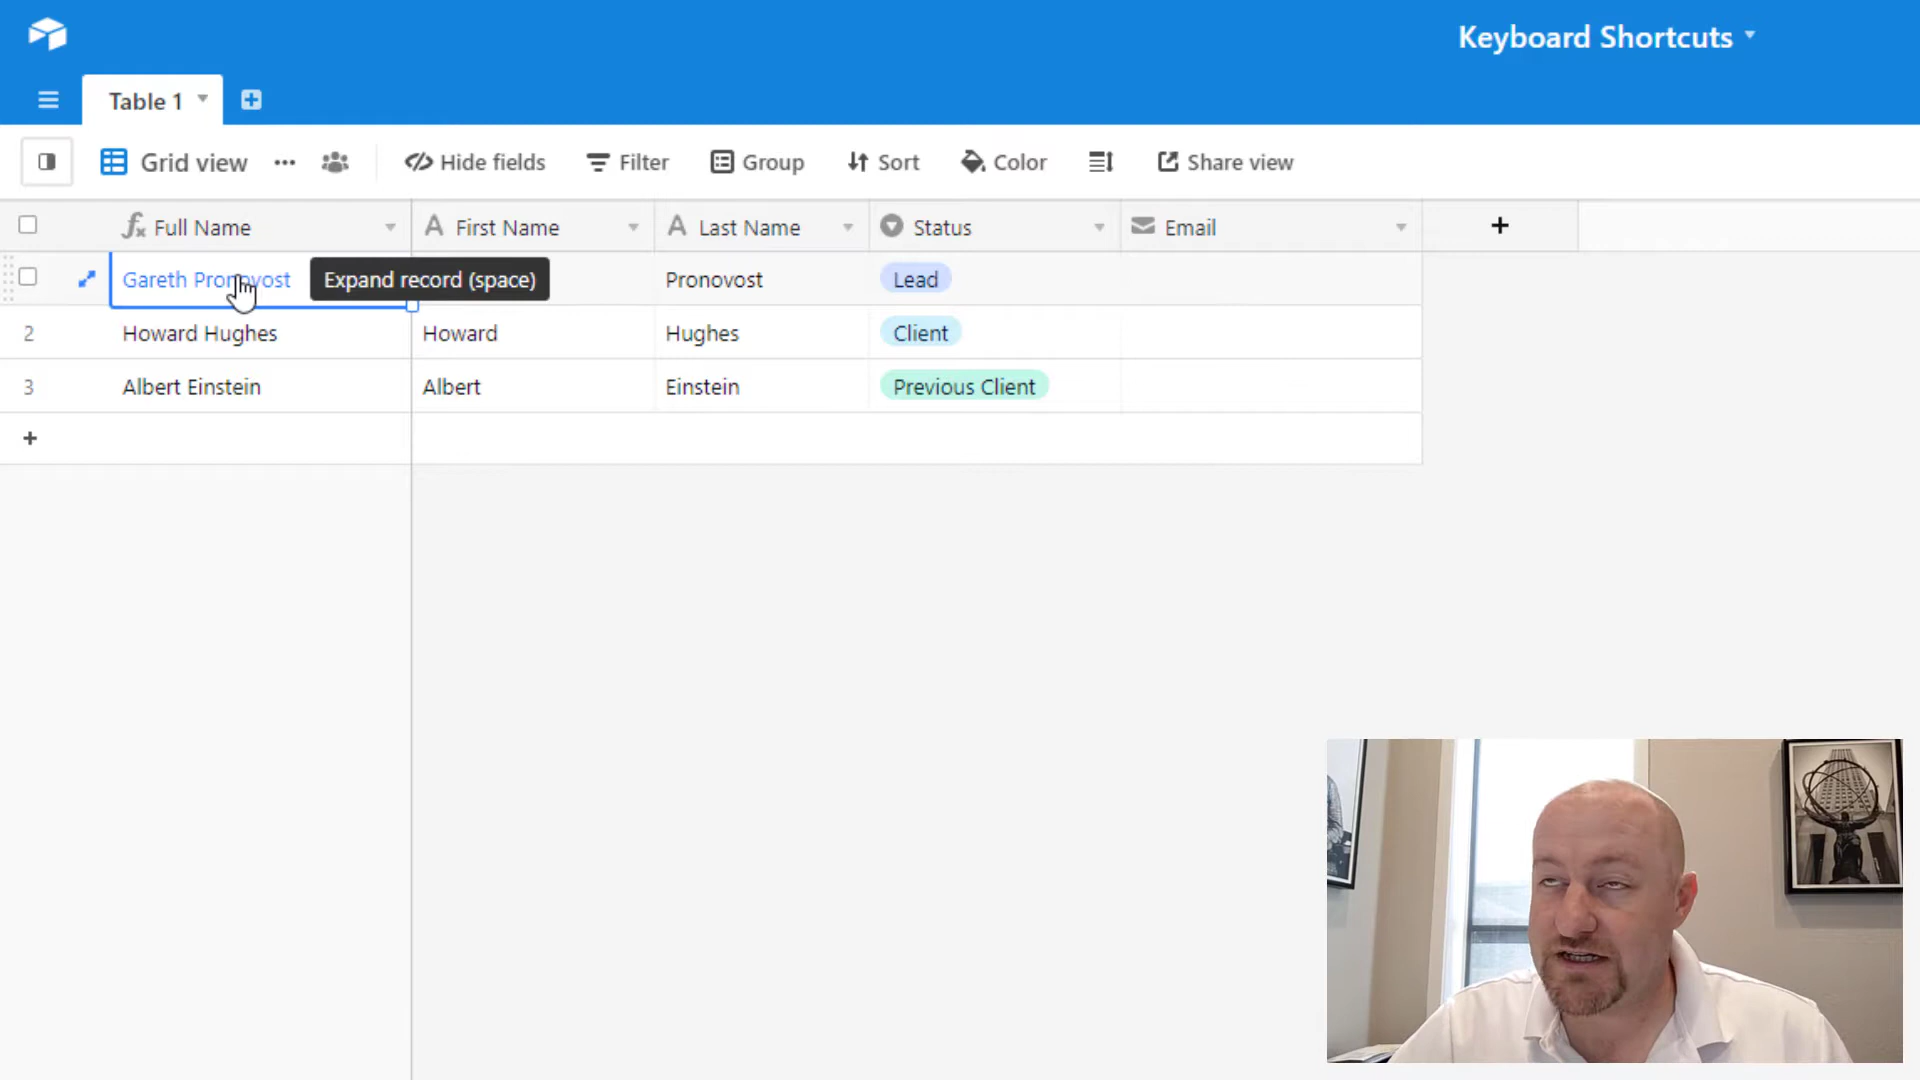 Keyboard Shortcuts
Table 1
Grid view
Hide fields
Filter
Group
Sort
Color
Share view
Full Name
First Name
Last Name
Status
Email
Gareth Pronovost
Expand record (space)
Pronovost
Lead
2 Howard Hughes Howard Hughes Client
3 Albert Einstein Albert Einstein Previous Client